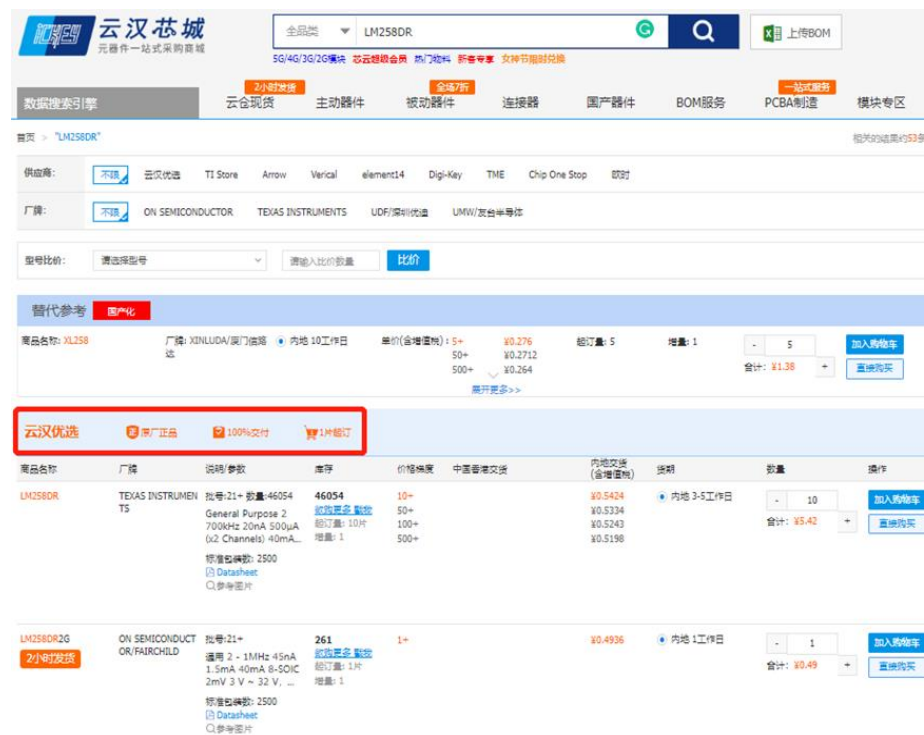 云汉芯城
元器件一站式采购商城
全品类 LM258DR
上传BOM
5G/4G/3G/2G模块 芯云超级会员 热门物料 新客专享 女神节限时兑换
2小时发货 全场7折 一站式服务
数据搜索引擎 云仓现货 主动器件 被动器件 连接器 国产器件 BOM服务 PCBA制造 模块专区
首页 > "LM258DR" 相关的结果约53条
供应商: 不限 云汉优选 TI Store Arrow Verical element14 Digi-Key TME Chip One Stop 欧时
厂牌: 不限 ON SEMICONDUCTOR TEXAS INSTRUMENTS UDF/深圳优迪 UMW/友台半导体
型号比价: 请选择型号 请输入比价数量 比价
替代参考 国产化
商品名称: XL258 厂牌: XINLUDA/厦门信路达 内地 10工作日 单价(含增值税): 5+ ¥0.276 起订量: 5 增量: 1 - 5 加入购物车
50+ ¥0.2712 合计: ¥1.38 + 直接购买
500+ ¥0.264
展开更多>>
云汉优选 原厂正品 100%交付 1片起订
商品名称 厂牌 说明/参数 库存 价格梯度 中国香港交货 内地交货(含增值税) 货期 数量 操作
LM258DR TEXAS INSTRUMENTS 批号:21+ 数量:46054 46054 10+ ¥0.5424 内地 3-5工作日 - 10 加入购物车
General Purpose 2 欲购更多 50+ ¥0.5334 合计: ¥5.42 + 直接购买
700kHz 20nA 500μA 起订量: 10片 100+ ¥0.5243
(x2 Channels) 40mA... 增量: 1 500+ ¥0.5198
标准包装数: 2500
Datasheet
参考图片
LM258DR2G ON SEMICONDUCTOR/FAIRCHILD 批号:21+ 261 1+ ¥0.4936 内地 1工作日 - 1 加入购物车
2小时发货 通用 2 - 1MHz 45nA 欲购更多 合计: ¥0.49 + 直接购买
1.5mA 40mA 8-SOIC 起订量: 1片
2mV 3 V ~ 32 V, ... 增量: 1
标准包装数: 2500
Datasheet
参考图片